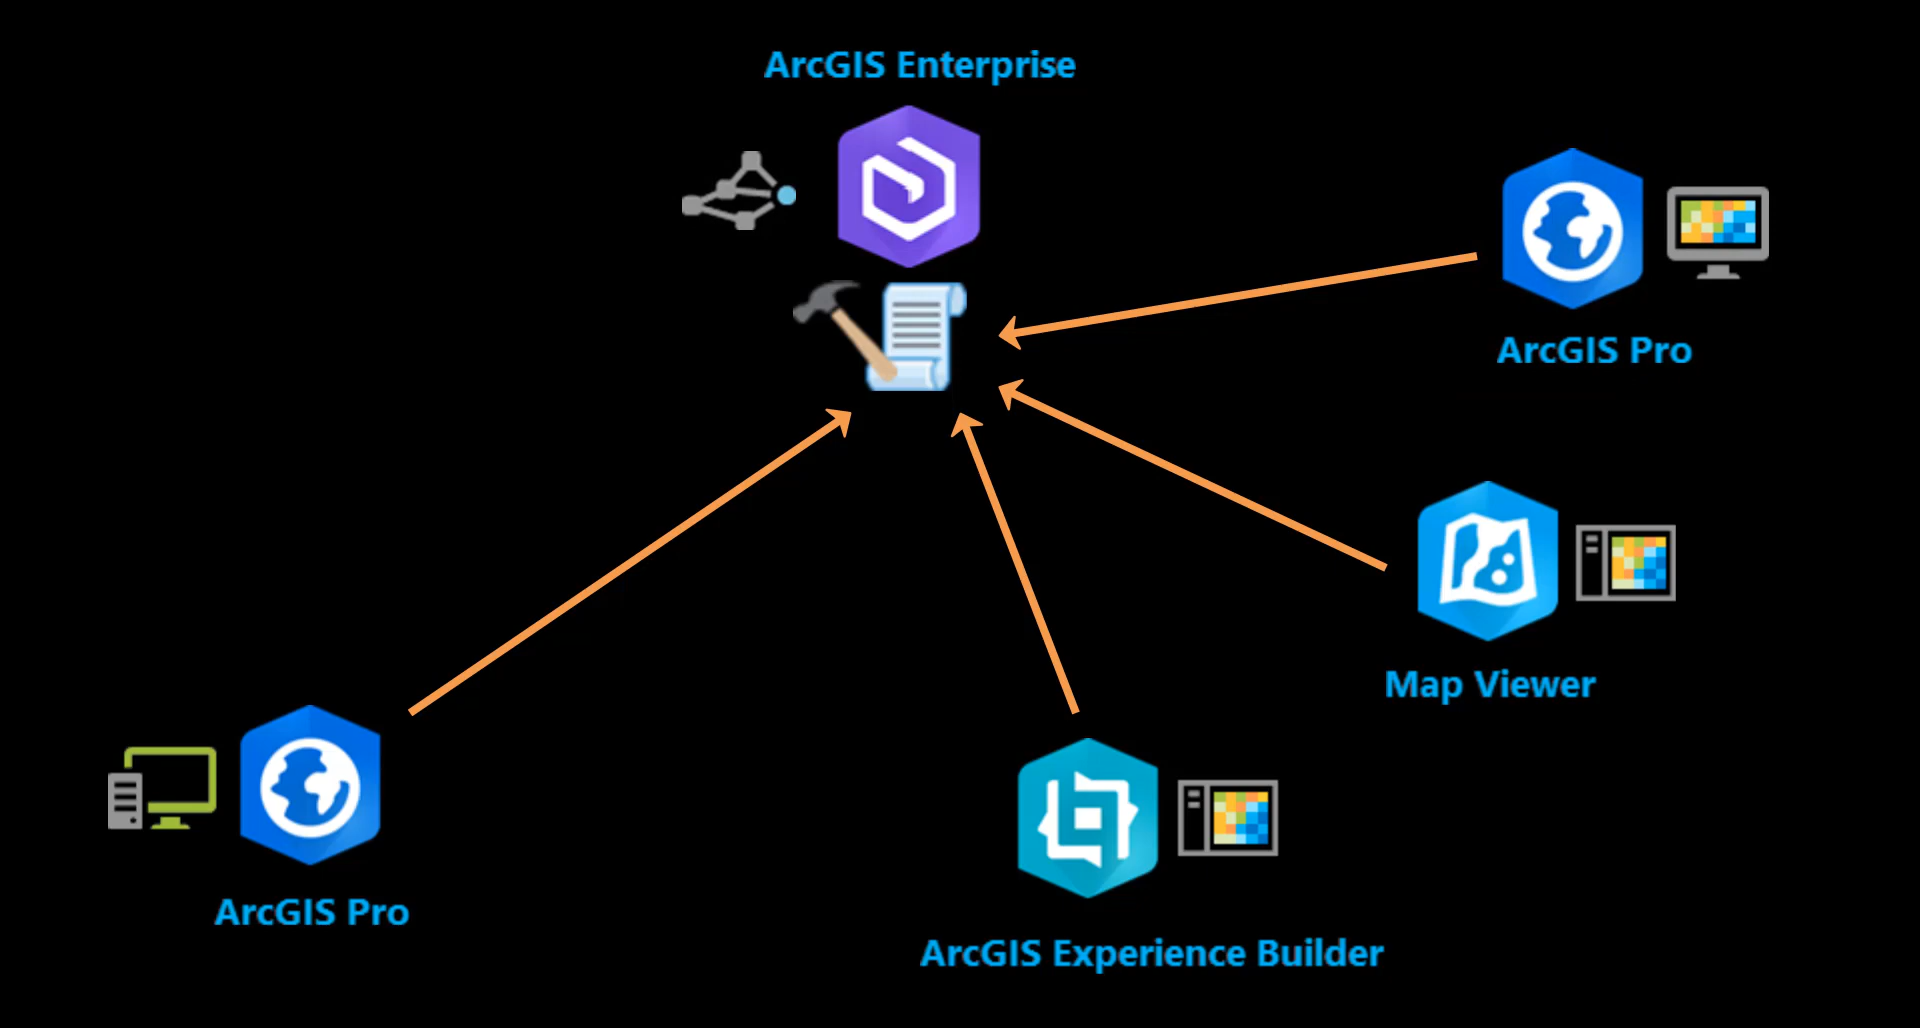 ArcGIS Enterprise
ArcGIS Pro
Map Viewer
ArcGIS Pro
ArcGIS Experience Builder